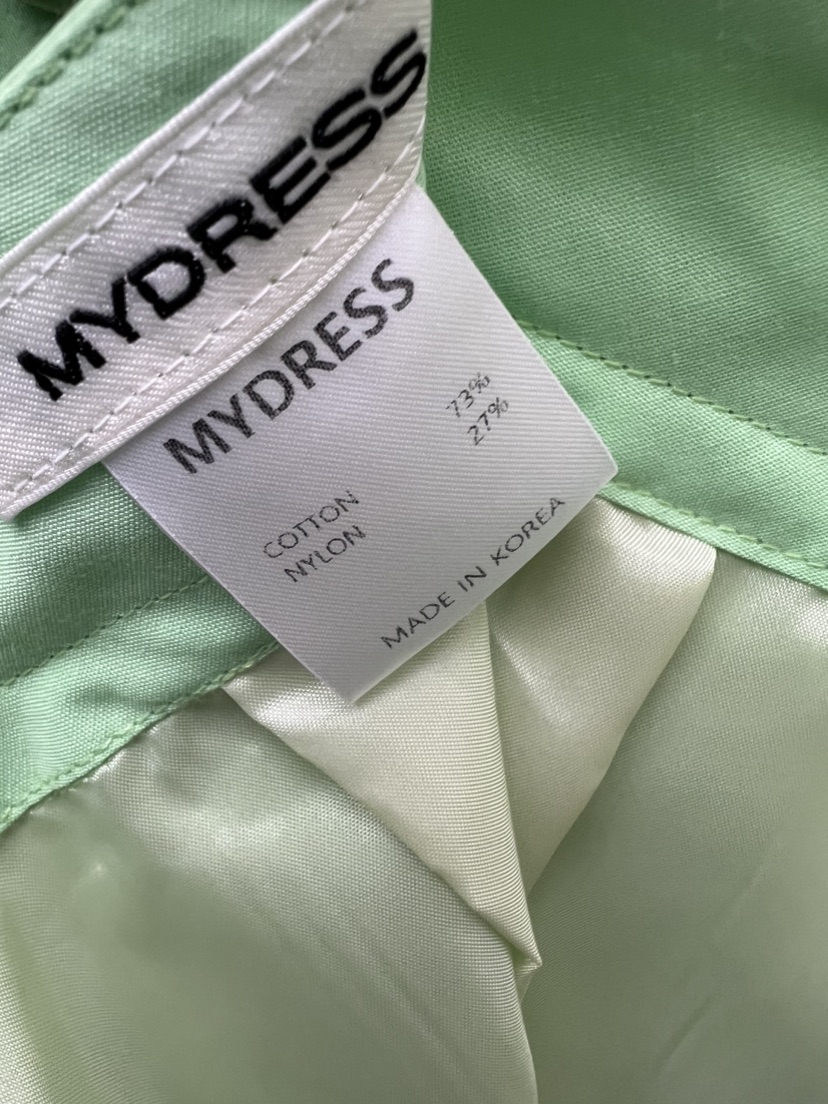 MYDRESS
MYDRESS
COTTON 73%
NYLON 27%
MADE IN KOREA